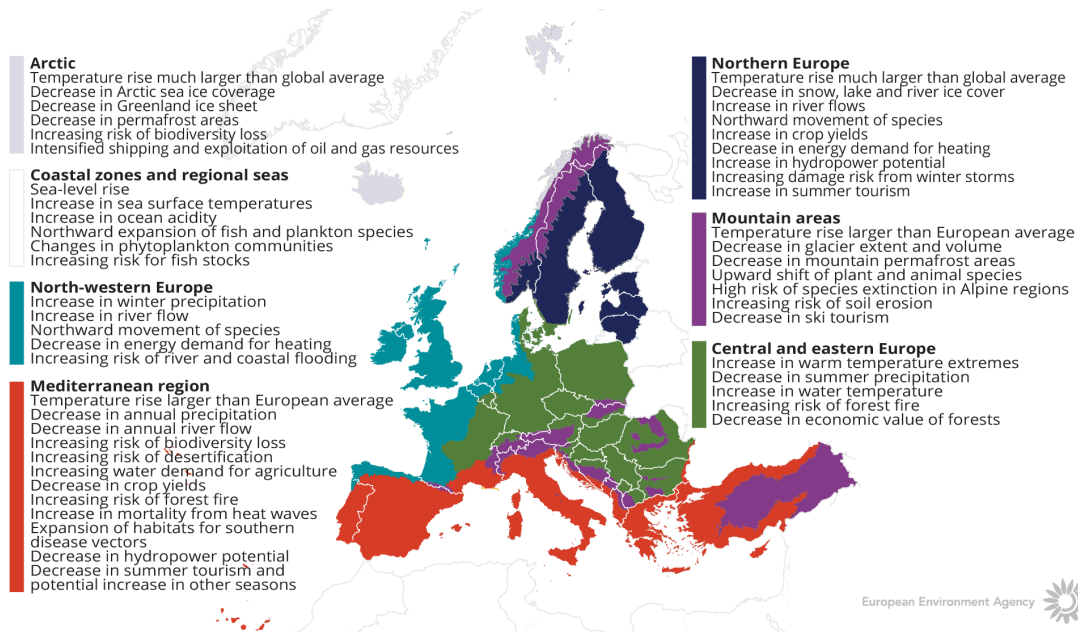 Arctic
Temperature rise much larger than global average
Decrease in Arctic sea ice coverage
Decrease in Greenland ice sheet
Decrease in permafrost areas
Increasing risk of biodiversity loss
Intensified shipping and exploitation of oil and gas resources
Coastal zones and regional seas
Sea-level rise
Increase in sea surface temperatures
Increase in ocean acidity
Northward expansion of fish and plankton species
Changes in phytoplankton communities
Increasing risk for fish stocks
North-western Europe
Increase in winter precipitation
Increase in river flow
Northward movement of species
Decrease in energy demand for heating
Increasing risk of river and coastal flooding
Mediterranean region
Temperature rise larger than European average
Decrease in annual precipitation
Decrease in annual river flow
Increasing risk of biodiversity loss
Increasing risk of desertification
Increasing water demand for agriculture
Decrease in crop yields
Increasing risk of forest fire
Increase in mortality from heat waves
Expansion of habitats for southern
disease vectors
Decrease in hydropower potential
Decrease in summer tourism and
potential increase in other seasons
Northern Europe
Temperature rise much larger than global average
Decrease in snow, lake and river ice cover
Increase in river flows
Northward movement of species
Increase in crop yields
Decrease in energy demand for heating
Increase in hydropower potential
Increasing damage risk from winter storms
Increase in summer tourism
Mountain areas
Temperature rise larger than European average
Decrease in glacier extent and volume
Decrease in mountain permafrost areas
Upward shift of plant and animal species
High risk of species extinction in Alpine regions
Increasing risk of soil erosion
Decrease in ski tourism
Central and eastern Europe
Increase in warm temperature extremes
Decrease in summer precipitation
Increase in water temperature
Increasing risk of forest fire
Decrease in economic value of forests
European Environment Agency